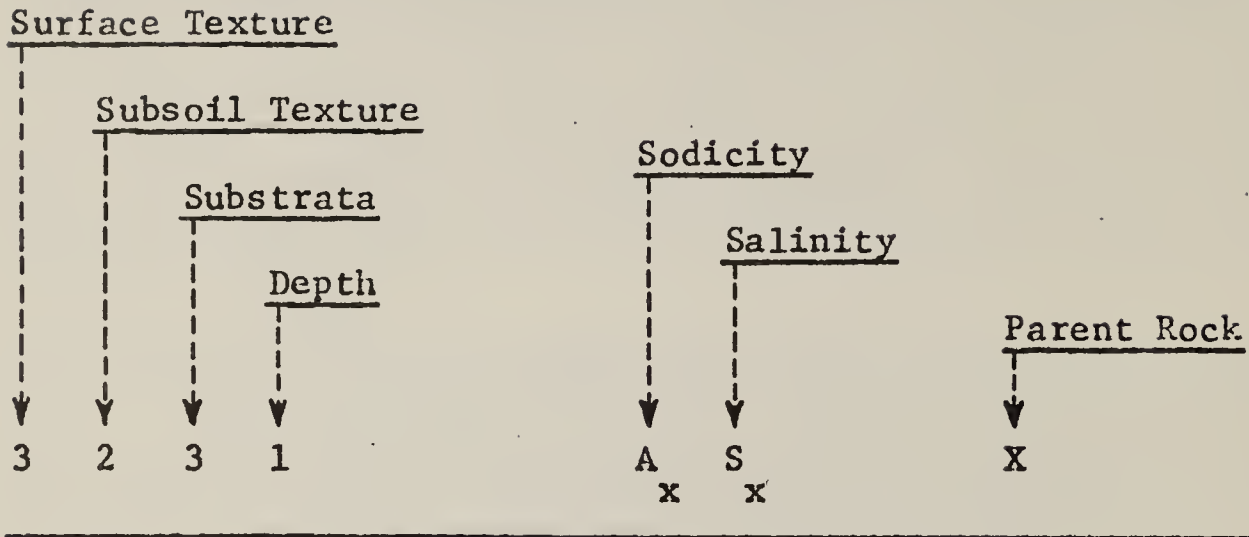 Surface Texture
Subsoil Texture
Sodicity
Substrata
Salinity
Depth
Parent Rock
3 2 3 1 A S X
x x